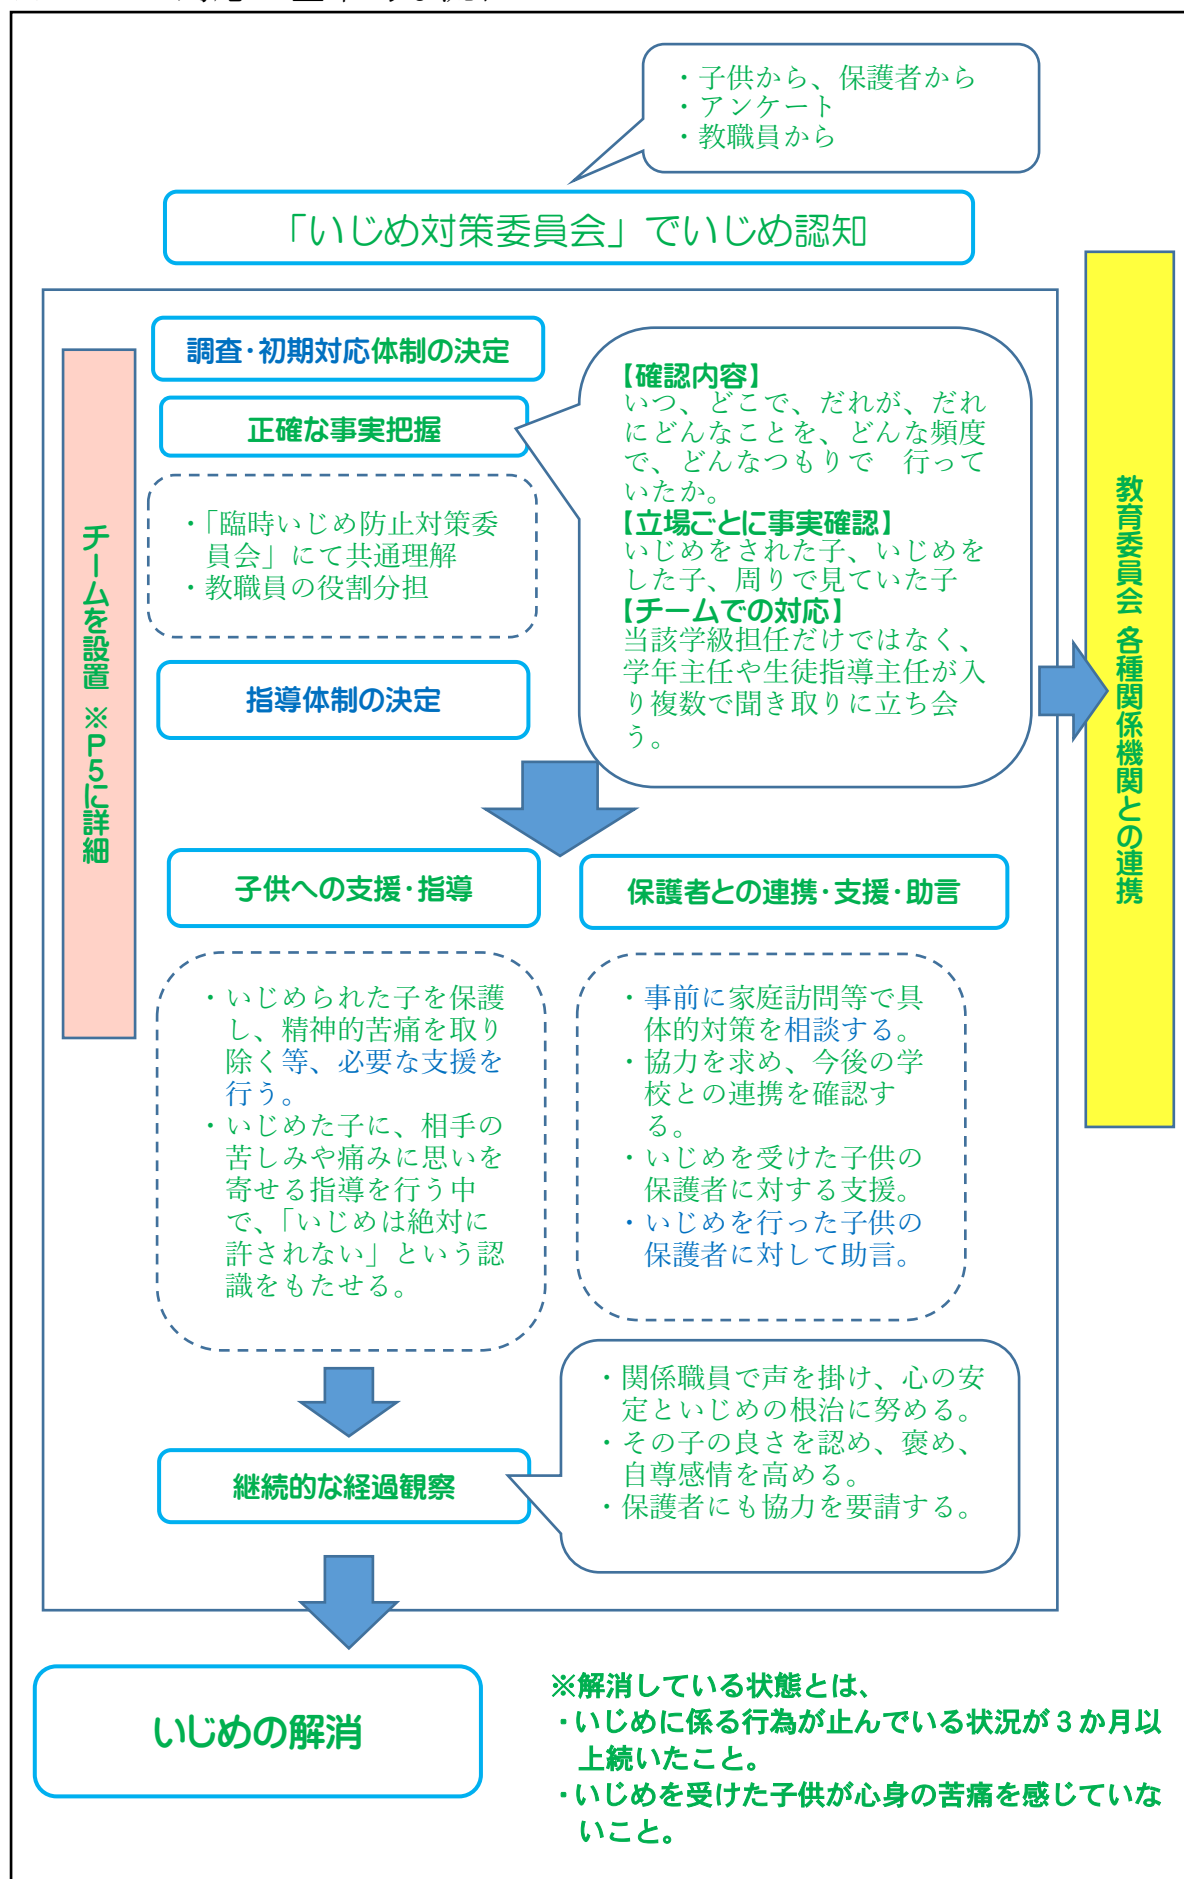 ・子供から、保護者から
・アンケート
・教職員から
「いじめ対策委員会」でいじめ認知
調査・初期対応体制の決定
正確な事実把握
・「臨時いじめ防止対策委
員会」にて共通理解
・教職員の役割分担
指導体制の決定
【確認内容】
いつ、どこで、だれが、だれ
にどんなことを、どんな頻度
で、どんなつもりで　行って
いたか。
【立場ごとに事実確認】
いじめをされた子、いじめを
した子、周りで見ていた子
【チームでの対応】
当該学級担任だけではなく、
学年主任や生徒指導主任が入
り複数で聞き取りに立ち会
う。
チームを設置 ※P5に詳細
教育委員会 各種関係機関との連携
子供への支援・指導
・いじめられた子を保護
し、精神的苦痛を取り
除く等、必要な支援を
行う。
・いじめた子に、相手の
苦しみや痛みに思いを
寄せる指導を行う中
で、「いじめは絶対に
許されない」という認
識をもたせる。
保護者との連携・支援・助言
・事前に家庭訪問等で具
体的対策を相談する。
・協力を求め、今後の学
校との連携を確認す
る。
・いじめを受けた子供の
保護者に対する支援。
・いじめを行った子供の
保護者に対して助言。
継続的な経過観察
・関係職員で声を掛け、心の安
定といじめの根治に努める。
・その子の良さを認め、褒め、
自尊感情を高める。
・保護者にも協力を要請する。
いじめの解消
※解消している状態とは、
・いじめに係る行為が止んでいる状況が３か月以
上続いたこと。
・いじめを受けた子供が心身の苦痛を感じていな
いこと。